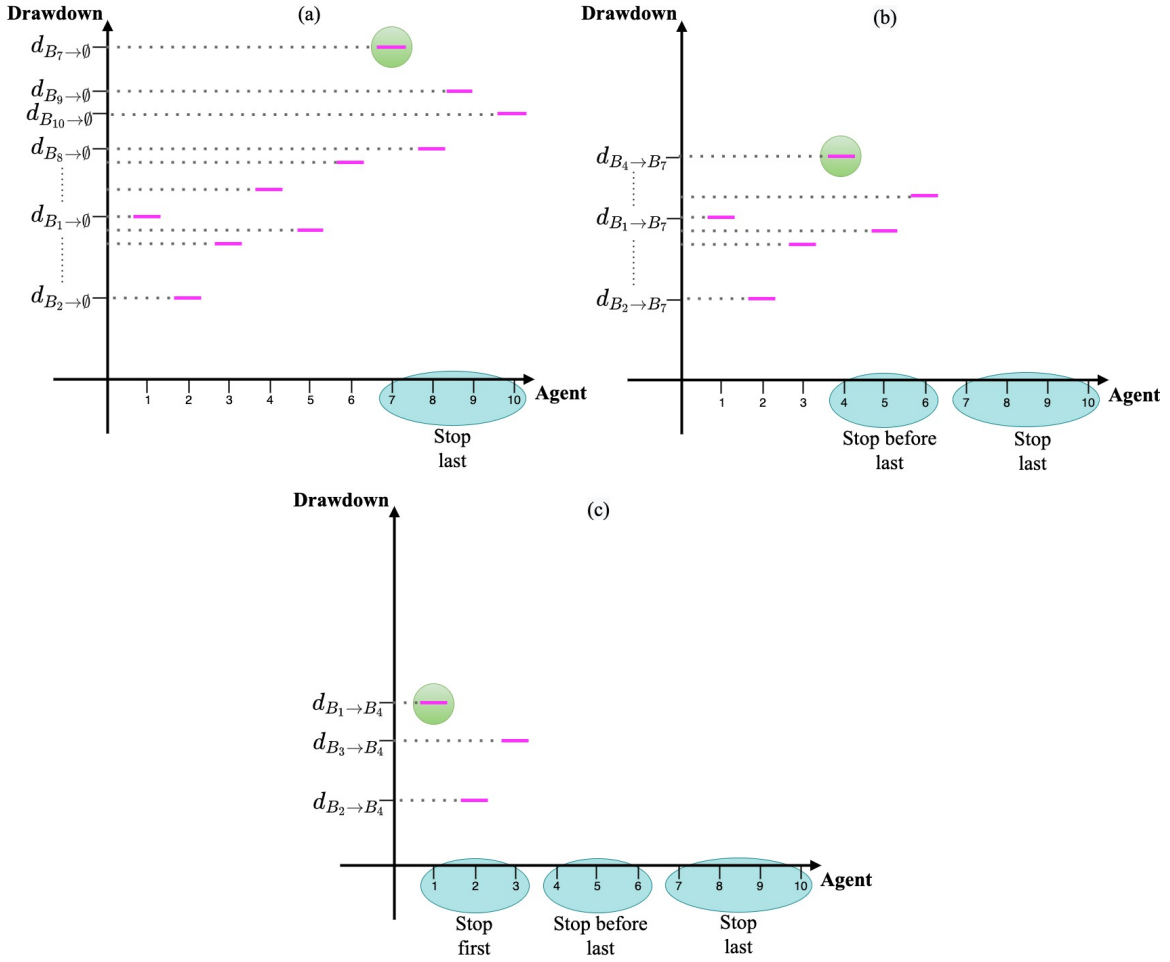 Drawdown
(a)
d_{B_7→∅}
d_{B_9→∅}
d_{B_{10}→∅}
d_{B_8→∅}
d_{B_1→∅}
d_{B_2→∅}
1 2 3 4 5 6 7 8 9 10
Agent
Stop
last
Drawdown
(b)
d_{B_4→B_7}
d_{B_1→B_7}
d_{B_2→B_7}
1 2 3 4 5 6 7 8 9 10
Agent
Stop before
last
Stop
last
Drawdown
(c)
d_{B_1→B_4}
d_{B_3→B_4}
d_{B_2→B_4}
1 2 3 4 5 6 7 8 9 10
Agent
Stop
first
Stop before
last
Stop
last